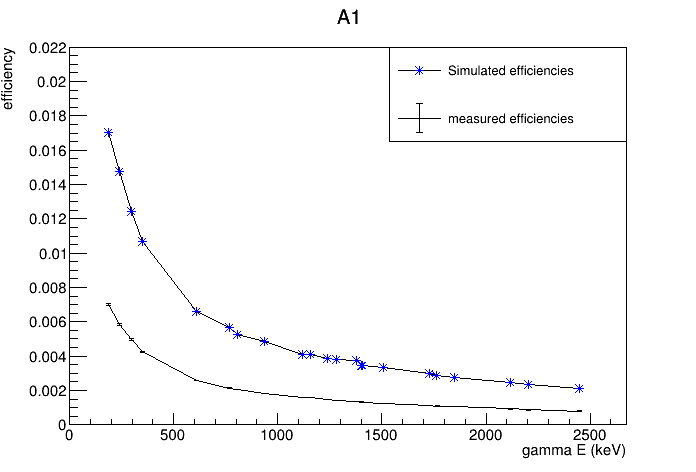 A1
efficiency
0.022
0.02
0.018
0.016
0.014
0.012
0.01
0.008
0.006
0.004
0.002
0
Simulated efficiencies
measured efficiencies
0 500 1000 1500 2000 2500
gamma E (keV)